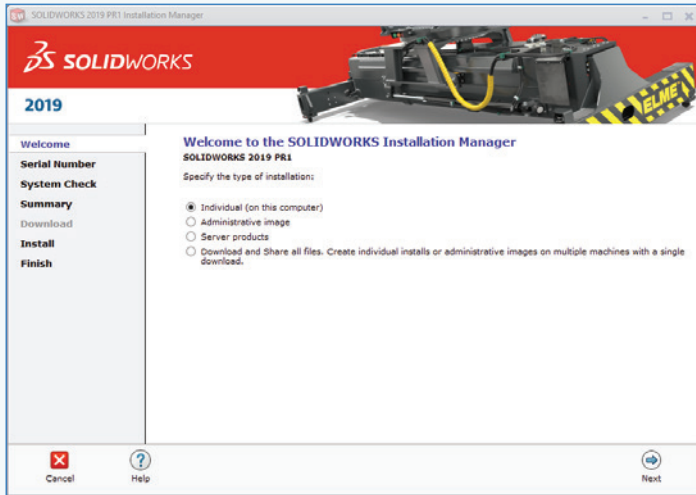 SOLIDWORKS 2019 PR1 Installation Manager
SOLIDWORKS
2019
ELME
Welcome
Serial Number
System Check
Summary
Download
Install
Finish
Welcome to the SOLIDWORKS Installation Manager
SOLIDWORKS 2019 PR1
Specify the type of installation:
Individual (on this computer)
Administrative image
Server products
Download and Share all files. Create individual installs or administrative images on multiple machines with a single
download.
Cancel
Help
Next